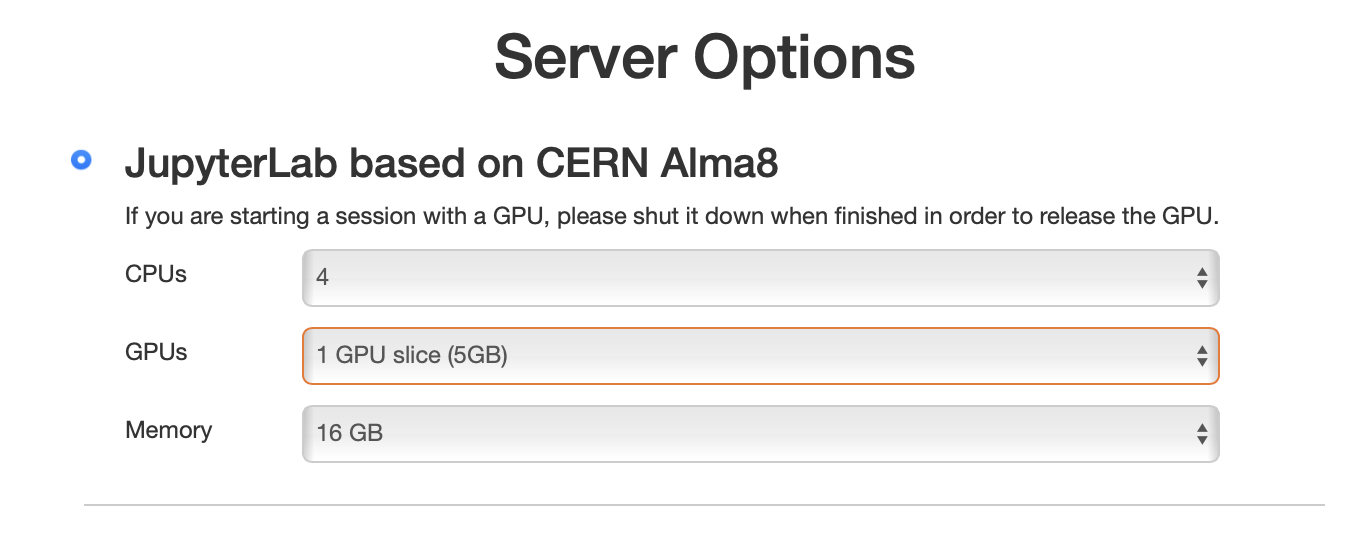 Server Options
JupyterLab based on CERN Alma8
If you are starting a session with a GPU, please shut it down when finished in order to release the GPU.
CPUs
4
GPUs
1 GPU slice (5GB)
Memory
16 GB